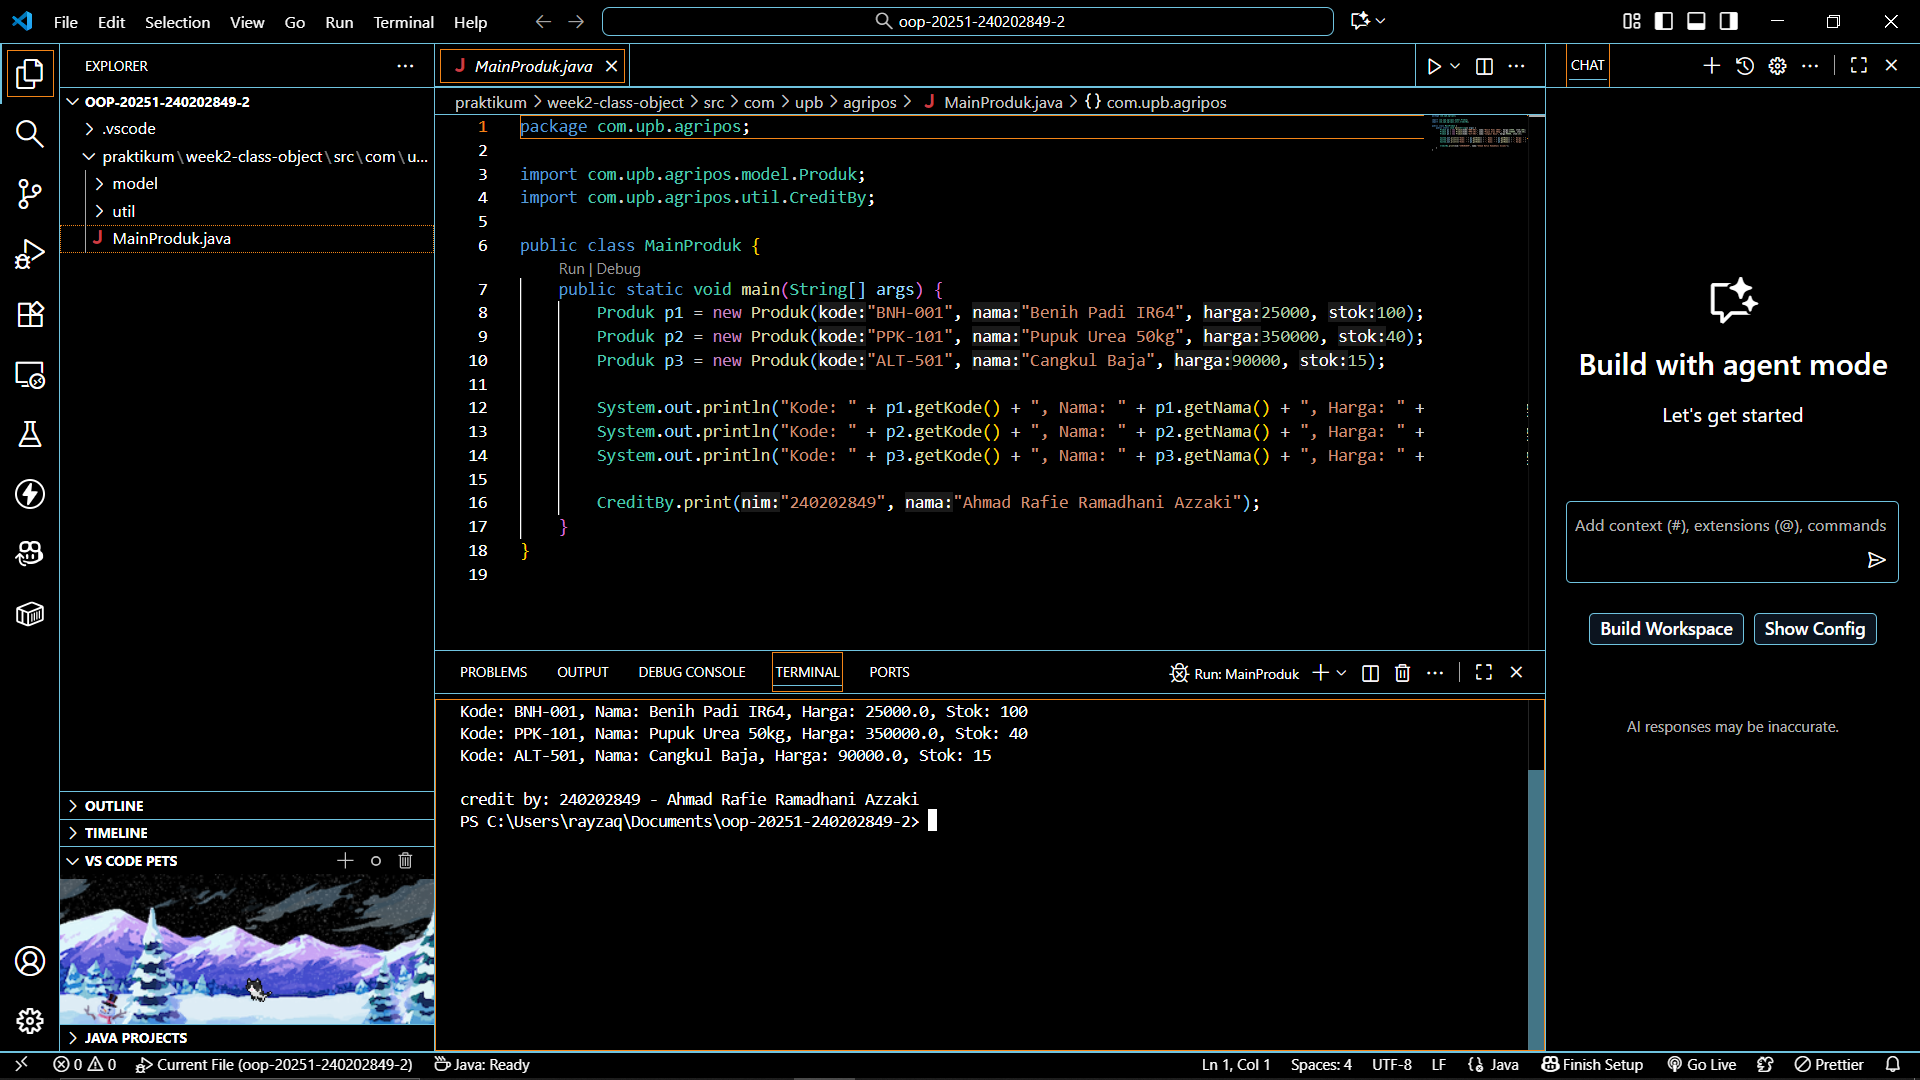 File Edit Selection View Go Run Terminal Help
oop-20251-240202849-2
EXPLORER
OOP-20251-240202849-2
.vscode
praktikum\week2-class-object\src\com\u...
model
util
J MainProduk.java
OUTLINE
TIMELINE
VS CODE PETS
JAVA PROJECTS
J MainProduk.java
praktikum > week2-class-object > src > com > upb > agripos > J MainProduk.java > {} com.upb.agripos
1 package com.upb.agripos;
2
3 import com.upb.agripos.model.Produk;
4 import com.upb.agripos.util.CreditBy;
5
6 public class MainProduk {
Run | Debug
7 public static void main(String[] args) {
8 Produk p1 = new Produk(kode:"BNH-001", nama:"Benih Padi IR64", harga:25000, stok:100);
9 Produk p2 = new Produk(kode:"PPK-101", nama:"Pupuk Urea 50kg", harga:350000, stok:40);
10 Produk p3 = new Produk(kode:"ALT-501", nama:"Cangkul Baja", harga:90000, stok:15);
11
12 System.out.println("Kode: " + p1.getKode() + ", Nama: " + p1.getNama() + ", Harga: " +
13 System.out.println("Kode: " + p2.getKode() + ", Nama: " + p2.getNama() + ", Harga: " +
14 System.out.println("Kode: " + p3.getKode() + ", Nama: " + p3.getNama() + ", Harga: " +
15
16 CreditBy.print(nim:"240202849", nama:"Ahmad Rafie Ramadhani Azzaki");
17 }
18 }
19
PROBLEMS OUTPUT DEBUG CONSOLE TERMINAL PORTS
Run: MainProduk
Kode: BNH-001, Nama: Benih Padi IR64, Harga: 25000.0, Stok: 100
Kode: PPK-101, Nama: Pupuk Urea 50kg, Harga: 350000.0, Stok: 40
Kode: ALT-501, Nama: Cangkul Baja, Harga: 90000.0, Stok: 15
credit by: 240202849 - Ahmad Rafie Ramadhani Azzaki
PS C:\Users\rayzaq\Documents\oop-20251-240202849-2>
CHAT
Build with agent mode
Let's get started
Add context (#), extensions (@), commands
Build Workspace Show Config
AI responses may be inaccurate.
0 0 Current File (oop-20251-240202849-2) Java: Ready
Ln 1, Col 1 Spaces: 4 UTF-8 LF {} Java Finish Setup Go Live Prettier